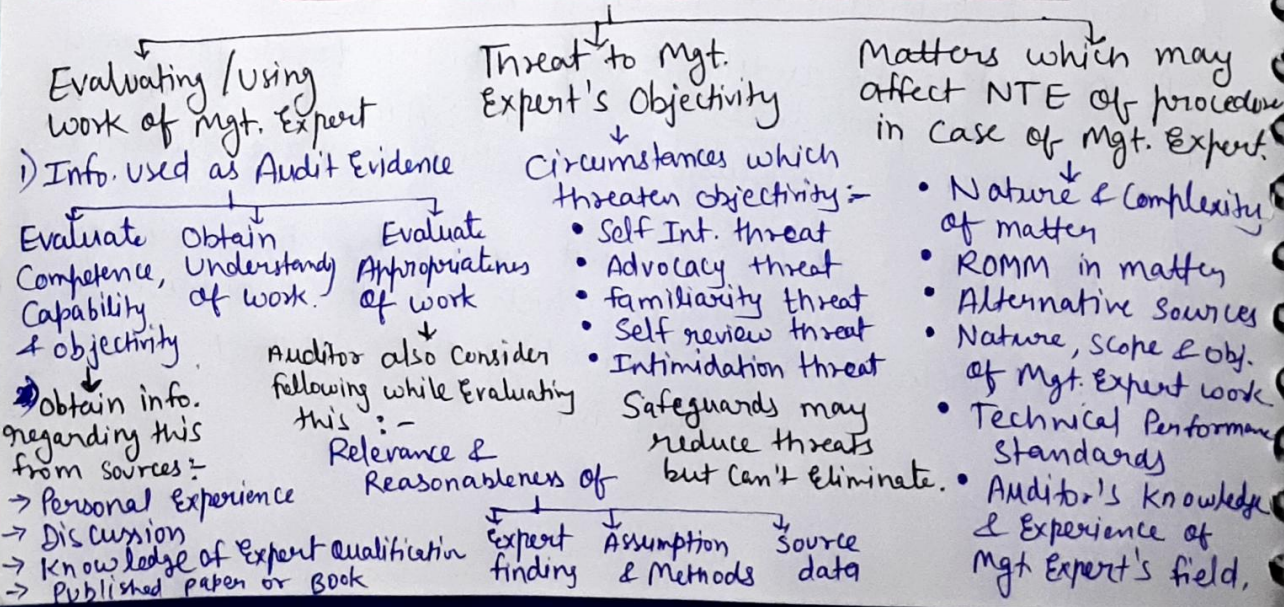 Evaluating / Using
work of Mgt. Expert
i) Info. used as Audit Evidence
Evaluate
Competence,
Capability
& objectivity
Obtain info.
regarding this
from sources:-
→ Personal Experience
→ Discussion
→ Knowledge of Expert Qualification
→ Published paper or Book
Obtain
Understandg
of work.
Evaluate
Appropriatenes
of work
Auditor also Consider
following while Evaluating
this :-
Relevance &
Reasonableness of
Expert
finding
Assumption
& Methods
Source
data
Threat to Mgt.
Expert's Objectivity
Circumstances which
threaten objectivity:-
• Self Int. threat
• Advocacy threat
• familiarity threat
• Self review threat
• Intimidation threat
Safeguards may
reduce threats
but Can't Eliminate.
Matters which may
affect NTE of procedure
in Case of Mgt. Expert.
• Nature & Complexity
of matter
• ROMM in matter
• Alternative Sources
• Nature, Scope & Obj.
of Mgt. Expert work
• Technical Performanc
Standards
• Auditor's Knowledge
& Experience of
Mgt Expert's field,